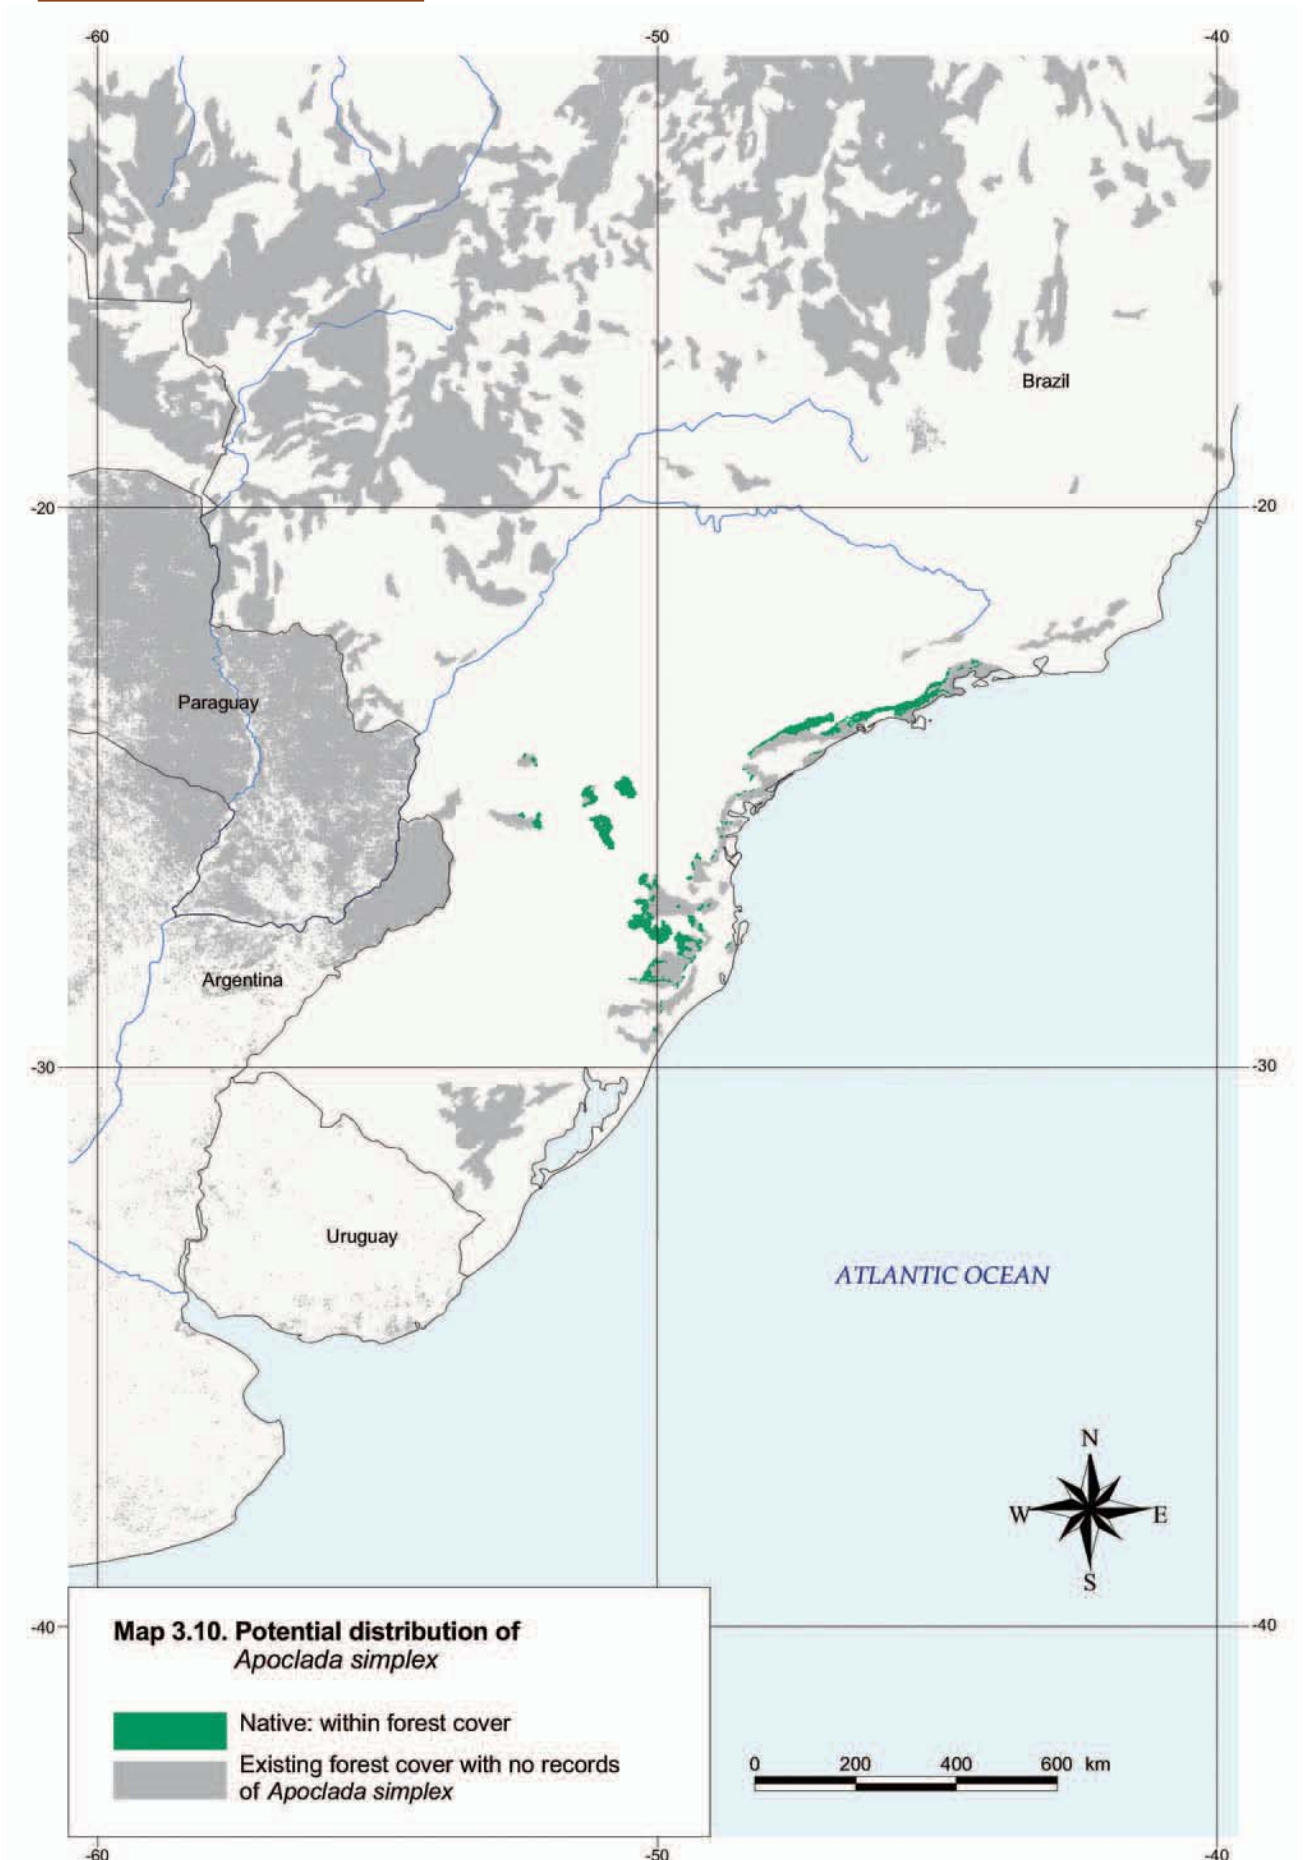 -60 -50 -40
Brazil
-20 -20
Paraguay
Argentina
-30 -30
Uruguay
ATLANTIC OCEAN
N
W E
S
Map 3.10. Potential distribution of
Apoclada simplex
-40 -40
Native: within forest cover
Existing forest cover with no records
of Apoclada simplex
0 200 400 600 km
-60 -50 -40